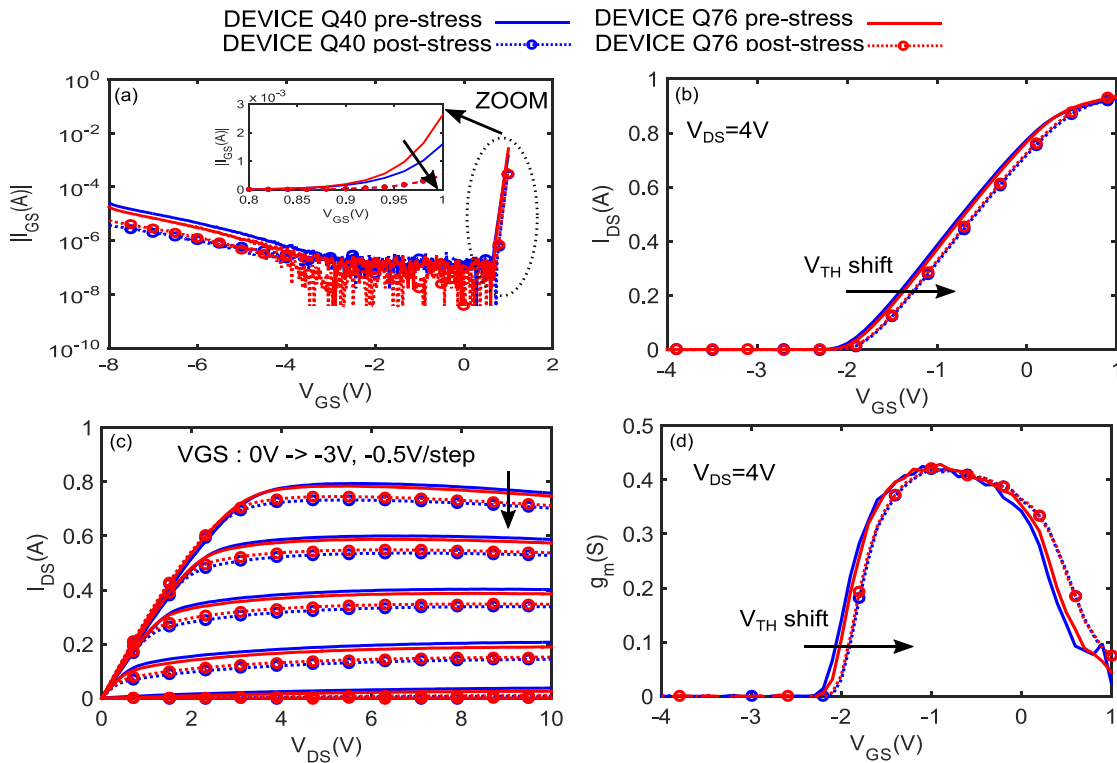 DEVICE Q40 pre-stress
DEVICE Q76 pre-stress
DEVICE Q40 post-stress
DEVICE Q76 post-stress
(a)
ZOOM
10^0
10^-2
10^-4
10^-6
10^-8
10^-10
||I_GS(A)||
-8 -6 -4 -2 0 2
V_GS(V)
× 10^-3
3
2
1
0
||I_GS(A)||
0.8 0.85 0.9 0.95 1
V_GS(V)
(b)
V_DS=4V
1
0.8
0.6
0.4
0.2
0
I_DS(A)
V_TH shift
-4 -3 -2 -1 0 1
V_GS(V)
(c)
VGS : 0V -> -3V, -0.5V/step
1
0.8
0.6
0.4
0.2
0
I_DS(A)
0 2 4 6 8 10
V_DS(V)
(d)
V_DS=4V
0.5
0.4
0.3
0.2
0.1
0
g_m(S)
V_TH shift
-4 -3 -2 -1 0 1
V_GS(V)